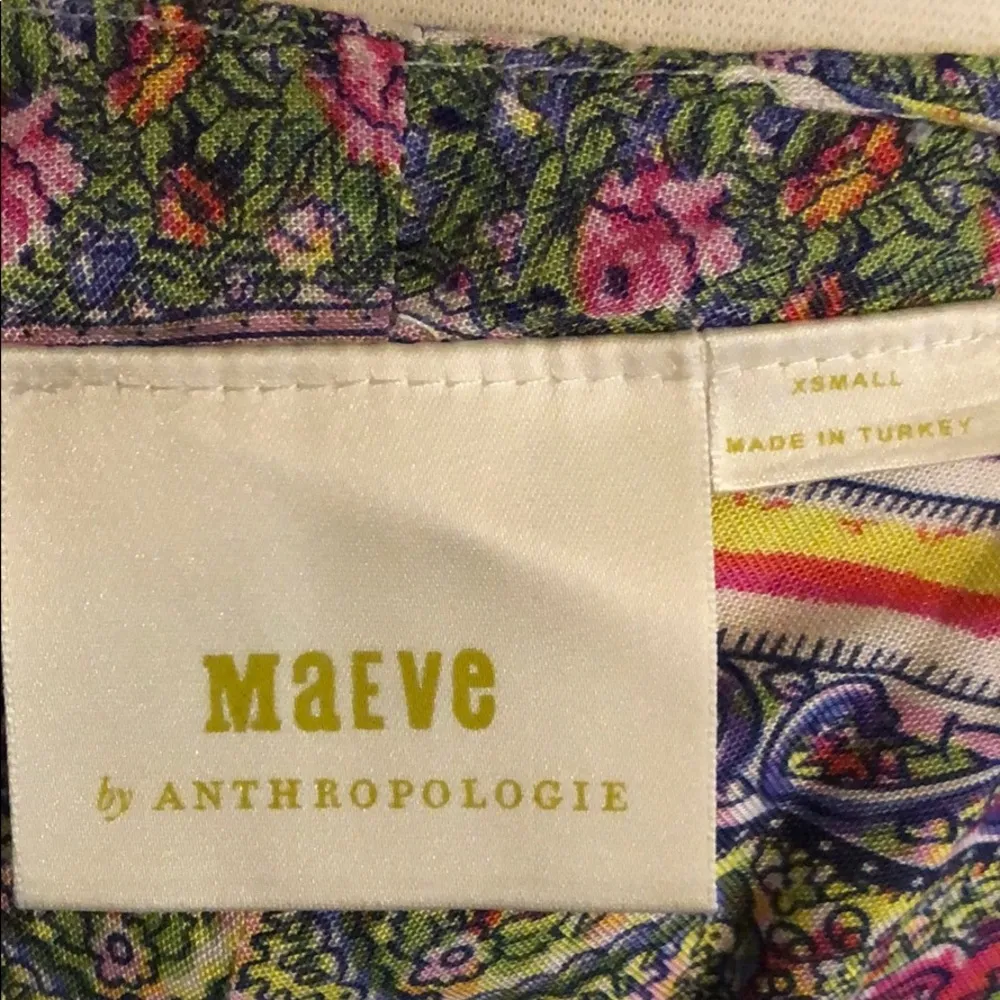 MaEve
by ANTHROPOLOGIE
XSMALL
MADE IN TURKEY